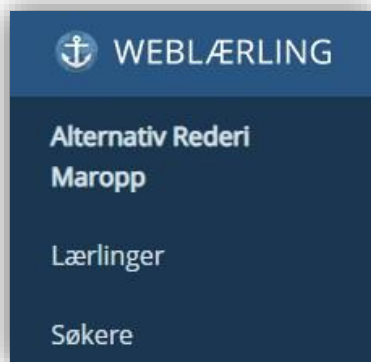 WEBLÆRLING
Alternativ Rederi
Maropp
Lærlinger
Søkere